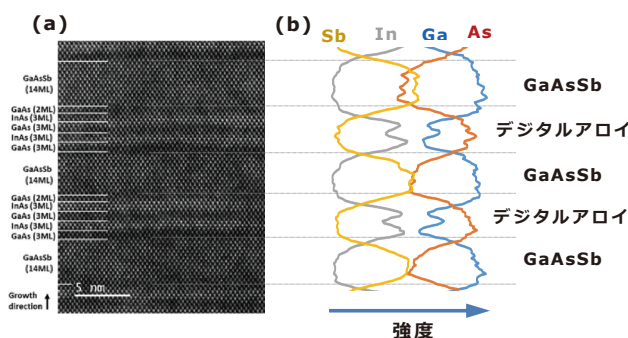 (a)
GaAsSb
(14ML)
GaAs (2ML)
InAs (3ML)
GaAs (3ML)
InAs (3ML)
GaAs (3ML)
GaAsSb
(14ML)
GaAs (2ML)
InAs (3ML)
GaAs (3ML)
InAs (3ML)
GaAs (3ML)
GaAsSb
(14ML)
Growth
direction
5 nm
(b)
Sb In Ga As
GaAsSb
デジタルアロイ
GaAsSb
デジタルアロイ
GaAsSb
強度